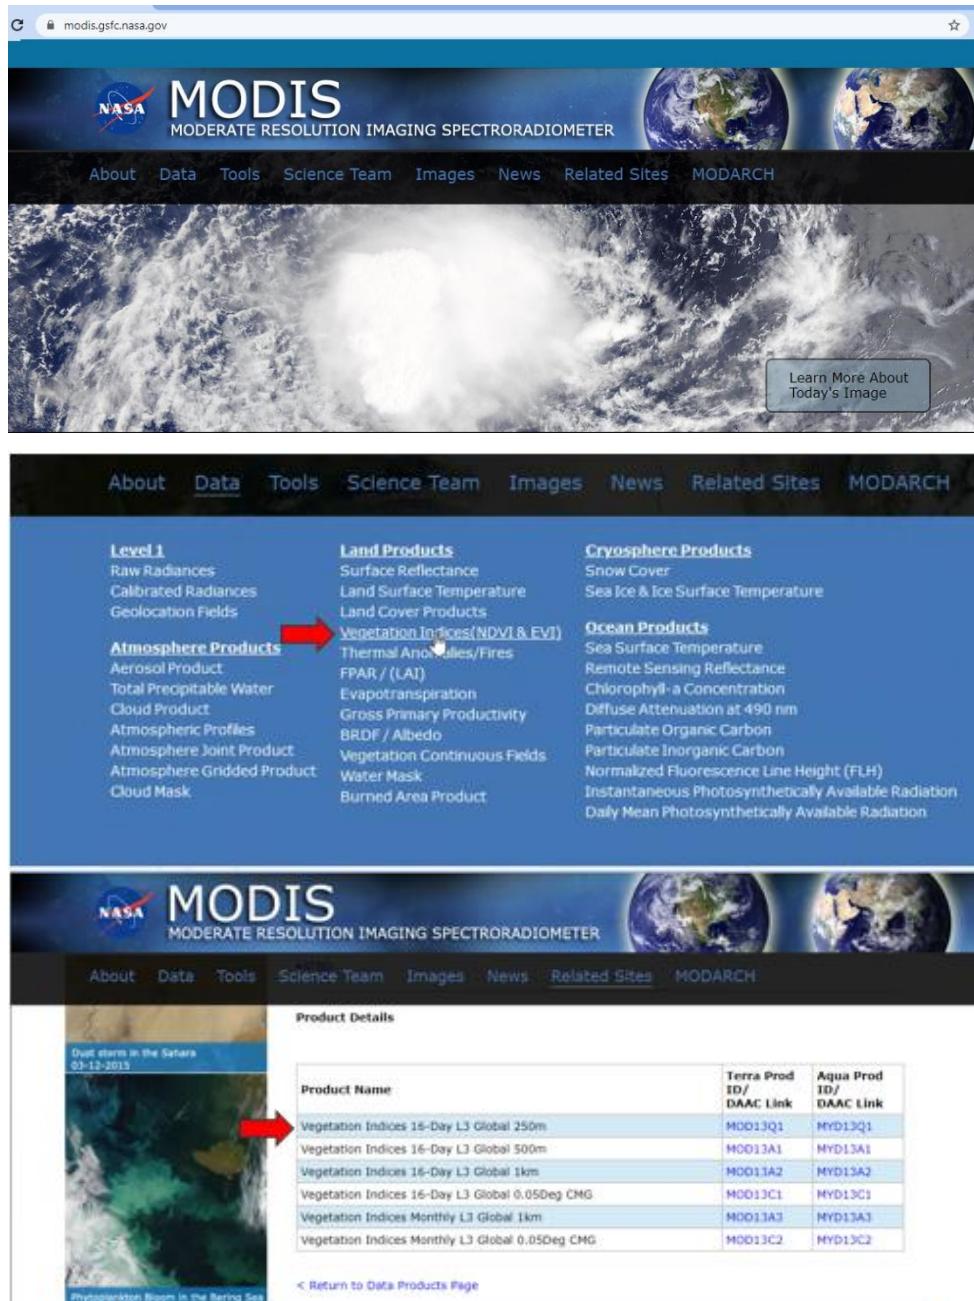 modis.gsfc.nasa.gov
NASA
MODIS
MODERATE RESOLUTION IMAGING SPECTRORADIOMETER
About Data Tools Science Team Images News Related Sites MODARCH
Learn More About
Today's Image
About Data Tools Science Team Images News Related Sites MODARCH
Level 1
Raw Radiances
Calibrated Radiances
Geolocation Fields
Atmosphere Products
Aerosol Product
Total Precipitable Water
Cloud Product
Atmospheric Profiles
Atmosphere Joint Product
Atmosphere Gridded Product
Cloud Mask
Land Products
Surface Reflectance
Land Surface Temperature
Land Cover Products
Vegetation Indices(NDVI & EVI)
Thermal Anomalies/Fires
FPAR / (LAI)
Evapotranspiration
Gross Primary Productivity
BRDF / Albedo
Vegetation Continuous Fields
Water Mask
Burned Area Product
Cryosphere Products
Snow Cover
Sea Ice & Ice Surface Temperature
Ocean Products
Sea Surface Temperature
Remote Sensing Reflectance
Chlorophyll-a Concentration
Diffuse Attenuation at 490 nm
Particulate Organic Carbon
Particulate Inorganic Carbon
Normalized Fluorescence Line Height (FLH)
Instantaneous Photosynthetically Available Radiation
Daily Mean Photosynthetically Available Radiation
NASA
MODIS
MODERATE RESOLUTION IMAGING SPECTRORADIOMETER
About Data Tools Science Team Images News Related Sites MODARCH
Dust storm in the Sahara
03-12-2015
Phytoplankton Bloom in the Bering Sea
Product Details
Product Name
Terra Prod
ID/
DAAC Link
Aqua Prod
ID/
DAAC Link
Vegetation Indices 16-Day L3 Global 250m MOD13Q1 MYD13Q1
Vegetation Indices 16-Day L3 Global 500m MOD13A1 MYD13A1
Vegetation Indices 16-Day L3 Global 1km MOD13A2 MYD13A2
Vegetation Indices 16-Day L3 Global 0.05Deg CMG MOD13C1 MYD13C1
Vegetation Indices Monthly L3 Global 1km MOD13A3 MYD13A3
Vegetation Indices Monthly L3 Global 0.05Deg CMG MOD13C2 MYD13C2
< Return to Data Products Page